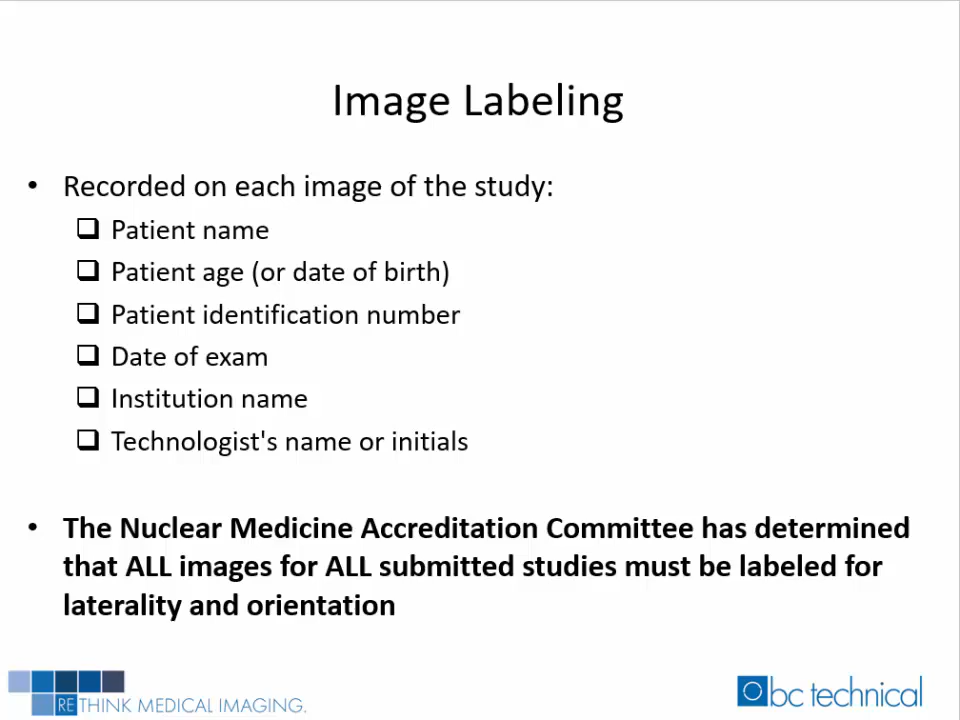 Image Labeling
• Recorded on each image of the study:
❑ Patient name
❑ Patient age (or date of birth)
❑ Patient identification number
❑ Date of exam
❑ Institution name
❑ Technologist's name or initials
• The Nuclear Medicine Accreditation Committee has determined
that ALL images for ALL submitted studies must be labeled for
laterality and orientation
RETHINK MEDICAL IMAGING.
bc technical